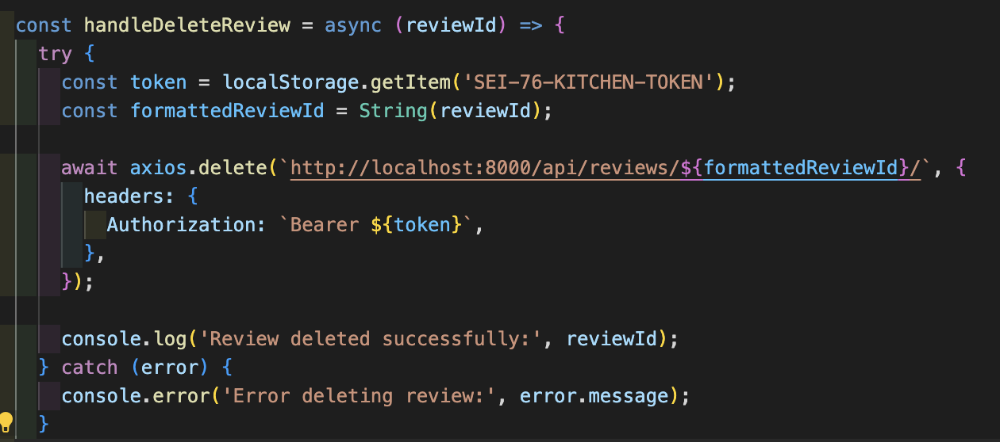 const handleDeleteReview = async (reviewId) => {
try {
const token = localStorage.getItem('SEI-76-KITCHEN-TOKEN');
const formattedReviewId = String(reviewId);
await axios.delete(`http://localhost:8000/api/reviews/${formattedReviewId}/`, {
headers: {
Authorization: `Bearer ${token}`,
},
});
console.log('Review deleted successfully:', reviewId);
} catch (error) {
console.error('Error deleting review:', error.message);
}